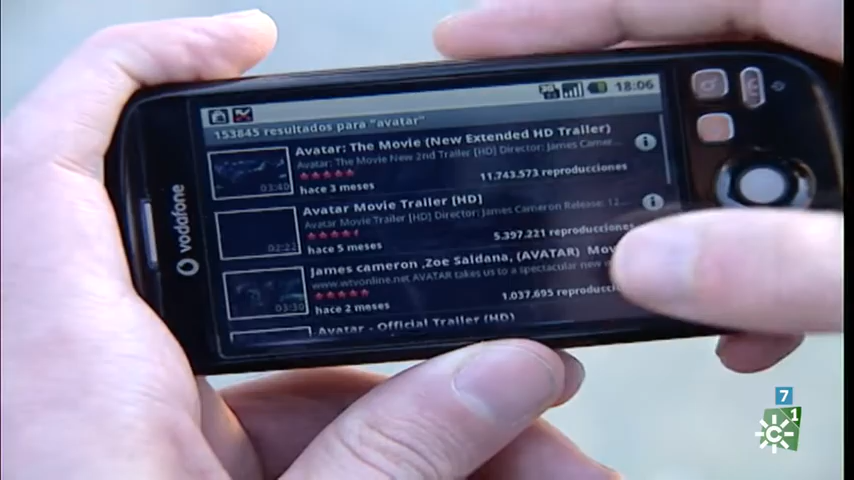 18:06
153845 resultados para "avatar"
Avatar: The Movie (New Extended HD Trailer)
Avatar: The Movie New 2nd Trailer [HD] Director: James Camer...
11.743.573 reproducciones
03:40
hace 3 meses
Avatar Movie Trailer [HD]
Avatar Movie Trailer [HD] Director: James Cameron Release: 12...
5.397.221 reproducciones
02:22
hace 5 meses
James cameron ,Zoe Saldana, (AVATAR) Mov
www.wtvonline.net AVATAR takes us to a spectacular new
1.037.695 reproducci
03:30
hace 2 meses
Avatar - Official Trailer (HD)
vodafone
7
1
C